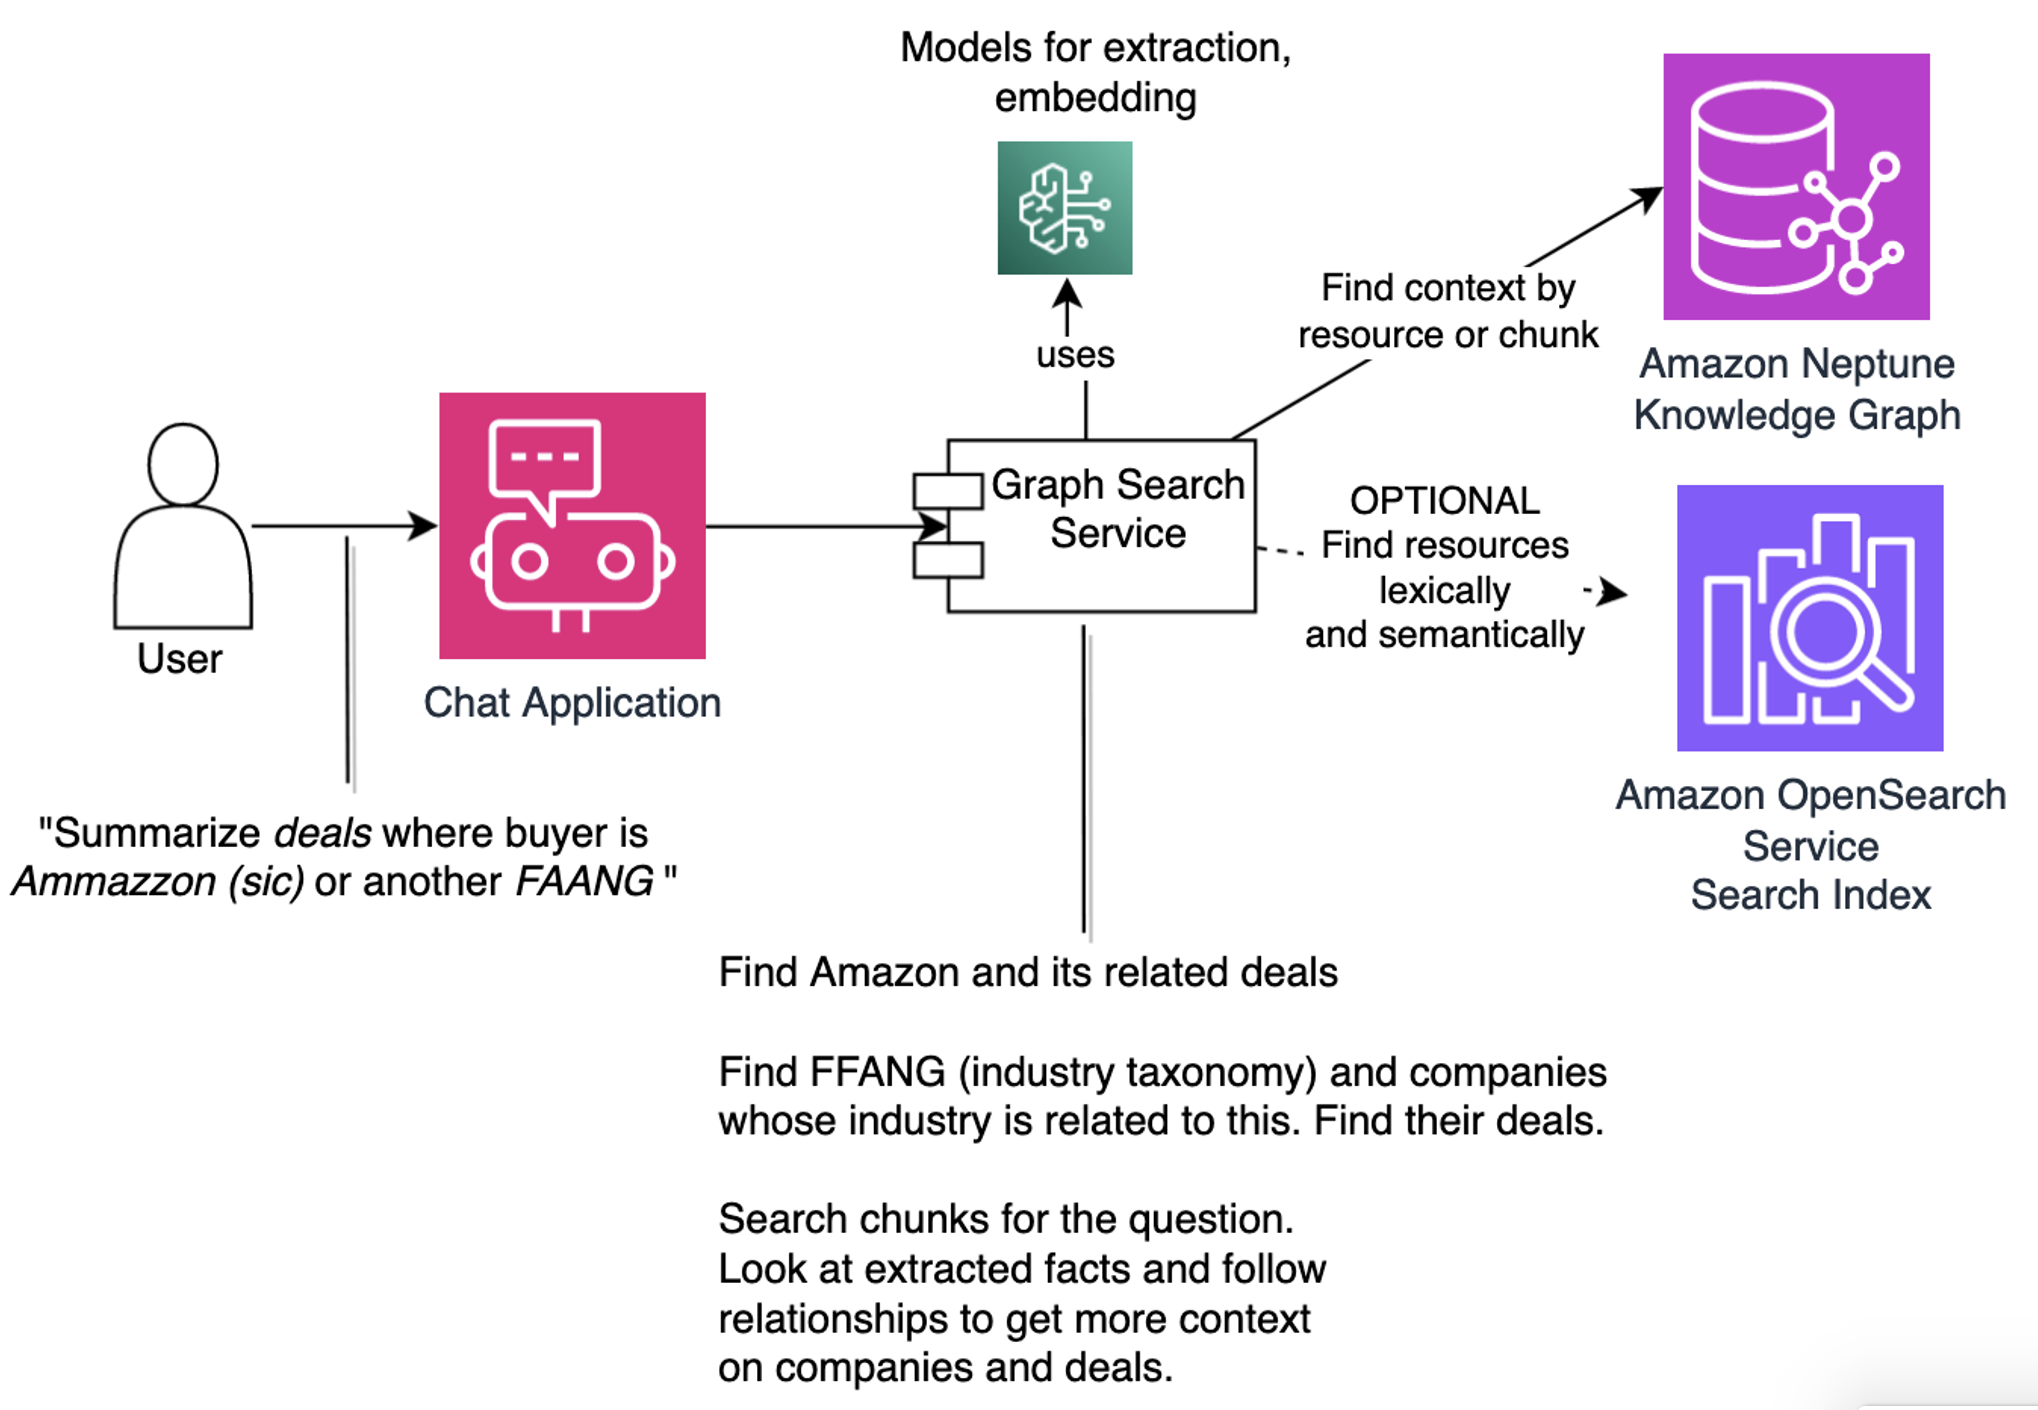 Models for extraction,
embedding
uses
Find context by
resource or chunk
Amazon Neptune
Knowledge Graph
User
Chat Application
Graph Search
Service
OPTIONAL
Find resources
lexically
and semantically
Amazon OpenSearch
Service
Search Index
"Summarize deals where buyer is
Ammazzon (sic) or another FAANG "
Find Amazon and its related deals
Find FFANG (industry taxonomy) and companies
whose industry is related to this. Find their deals.
Search chunks for the question.
Look at extracted facts and follow
relationships to get more context
on companies and deals.